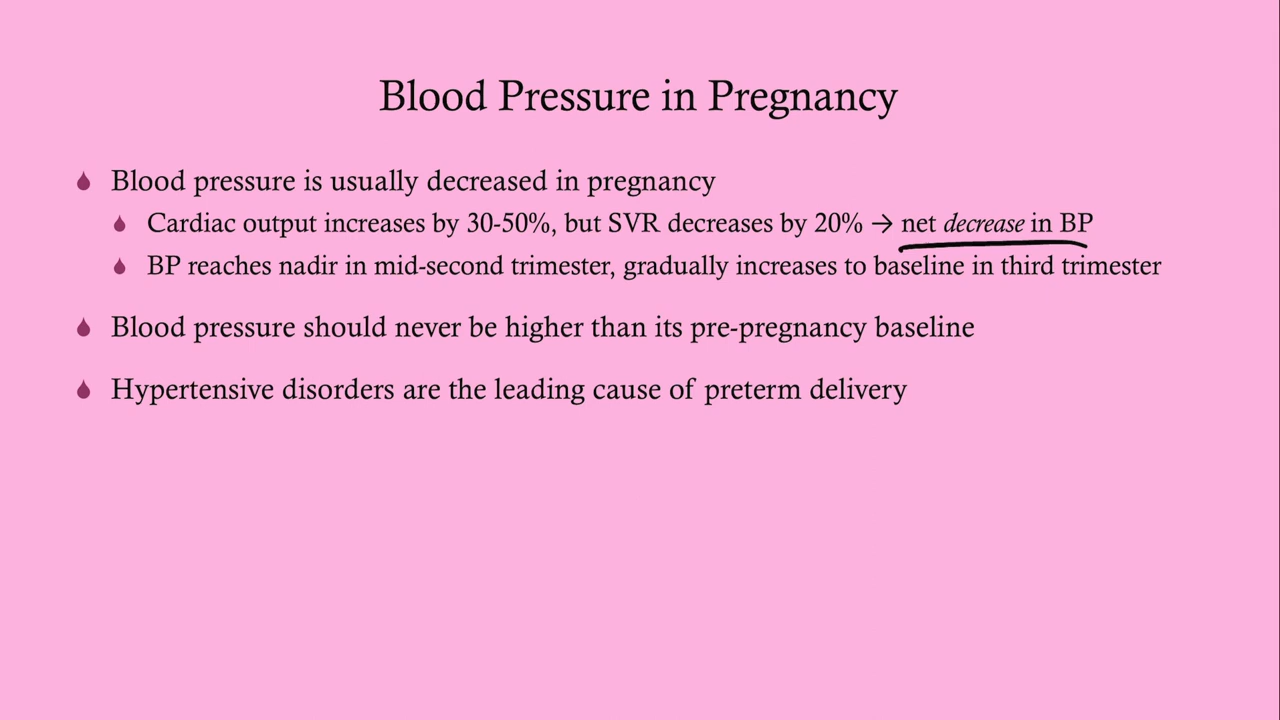 Blood Pressure in Pregnancy
Blood pressure is usually decreased in pregnancy
Cardiac output increases by 30-50%, but SVR decreases by 20% → net decrease in BP
BP reaches nadir in mid-second trimester, gradually increases to baseline in third trimester
Blood pressure should never be higher than its pre-pregnancy baseline
Hypertensive disorders are the leading cause of preterm delivery